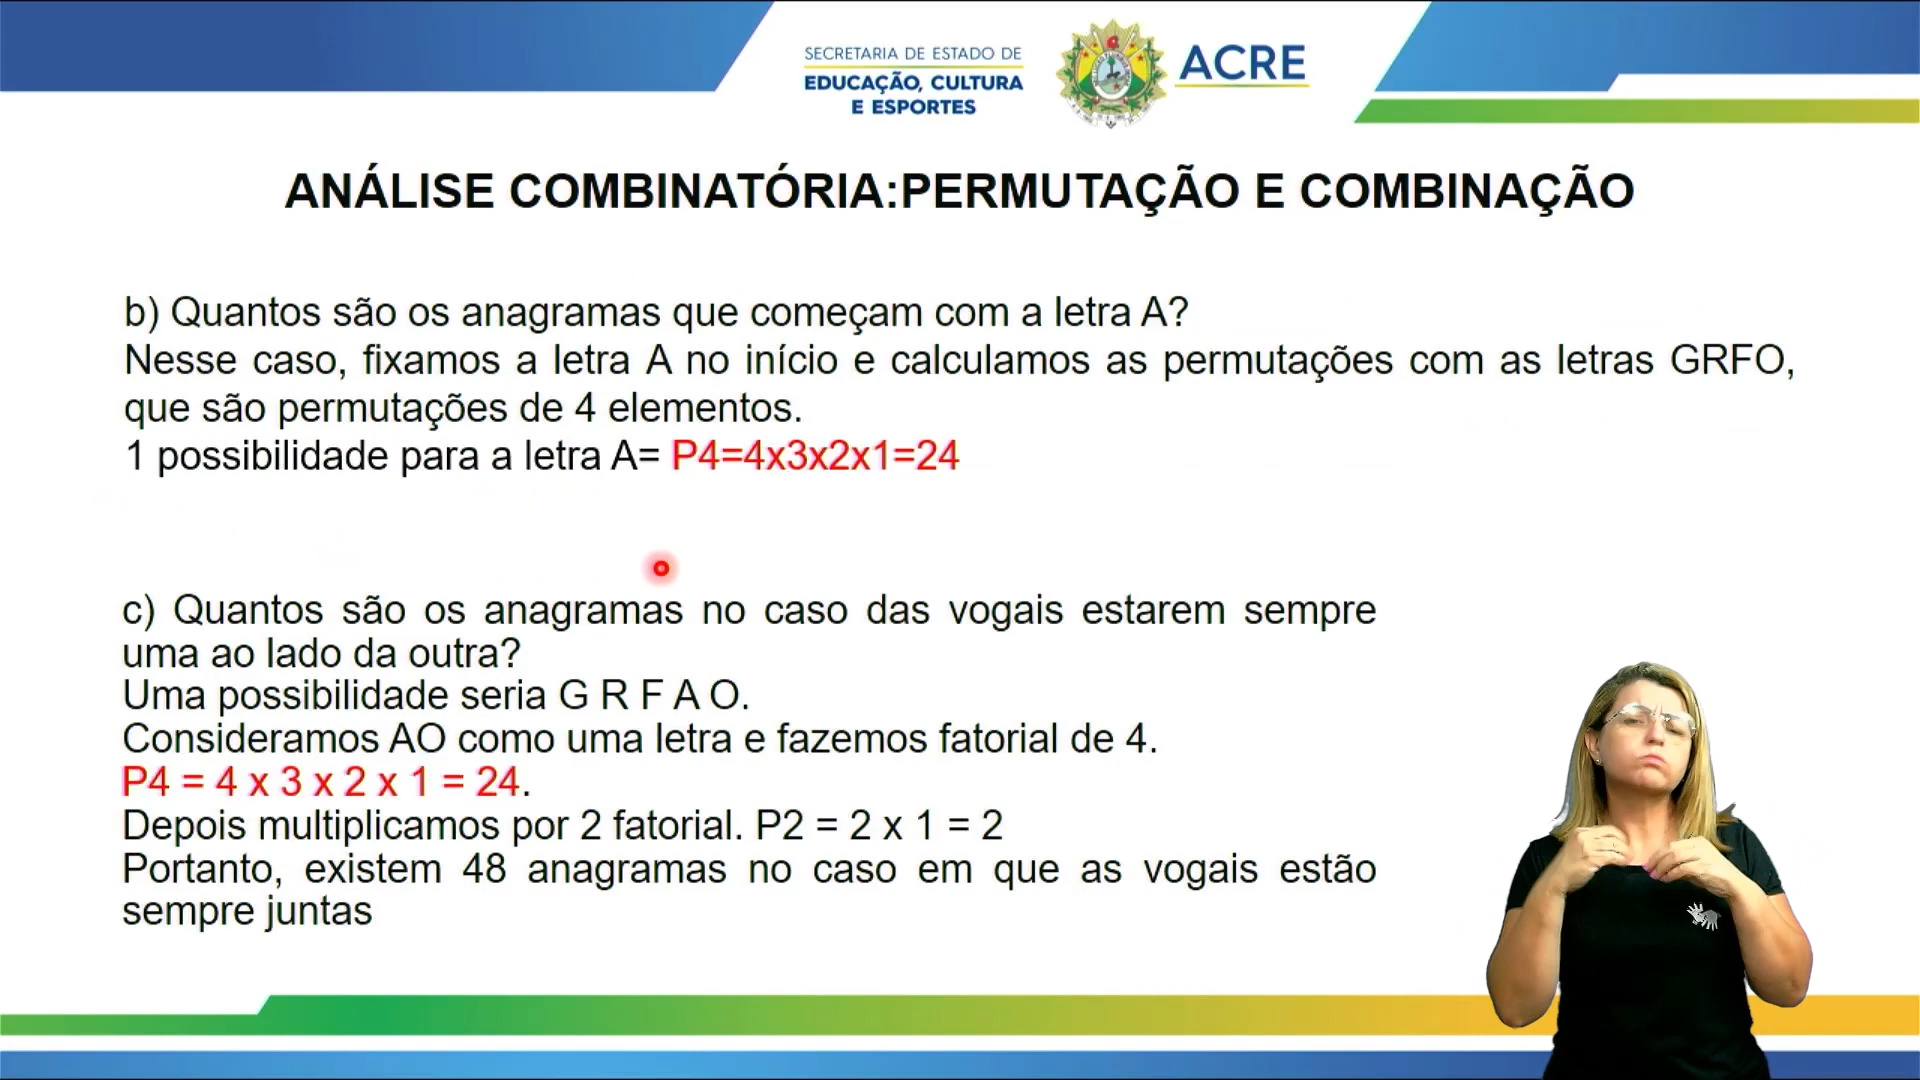 SECRETARIA DE ESTADO DE
EDUCAÇÃO, CULTURA
E ESPORTES
ACRE
ANÁLISE COMBINATÓRIA:PERMUTAÇÃO E COMBINAÇÃO
b) Quantos são os anagramas que começam com a letra A?
Nesse caso, fixamos a letra A no início e calculamos as permutações com as letras GRFO,
que são permutações de 4 elementos.
1 possibilidade para a letra A= P4=4x3x2x1=24
c) Quantos são os anagramas no caso das vogais estarem sempre
uma ao lado da outra?
Uma possibilidade seria G R F A O.
Consideramos AO como uma letra e fazemos fatorial de 4.
P4 = 4 x 3 x 2 x 1 = 24.
Depois multiplicamos por 2 fatorial. P2 = 2 x 1 = 2
Portanto, existem 48 anagramas no caso em que as vogais estão
sempre juntas